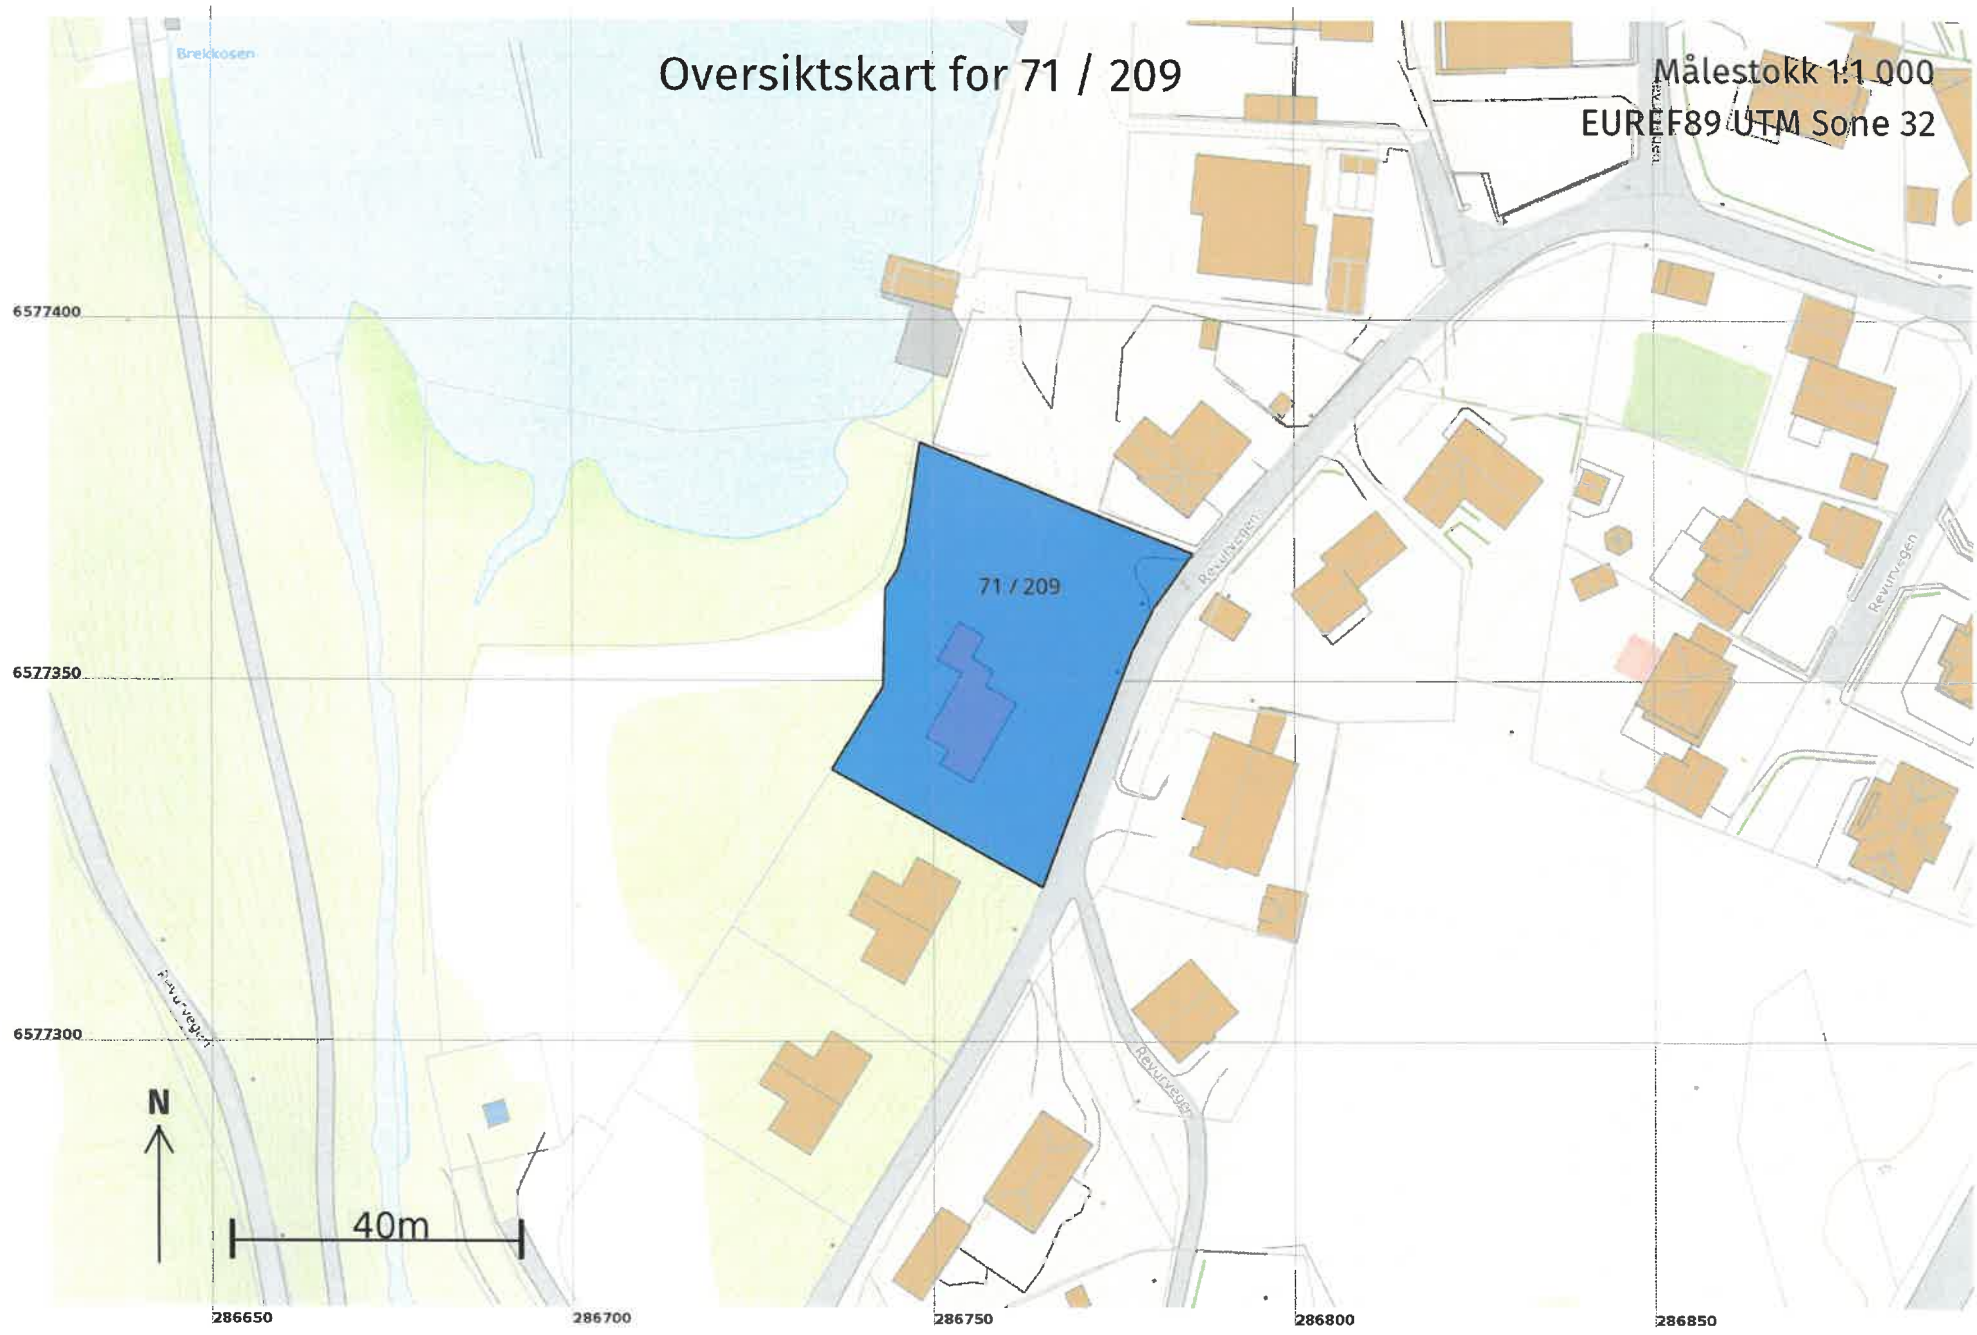 Brekkosen
Oversiktskart for 71 / 209
Målestokk 1:1 000
EUREF89 UTM Sone 32
6577400
Revurvegen
Revurvegen
71 / 209
6577350
Revurvegen
6577300
Revurvegen
N
40m
286650
286700
286750
286800
286850